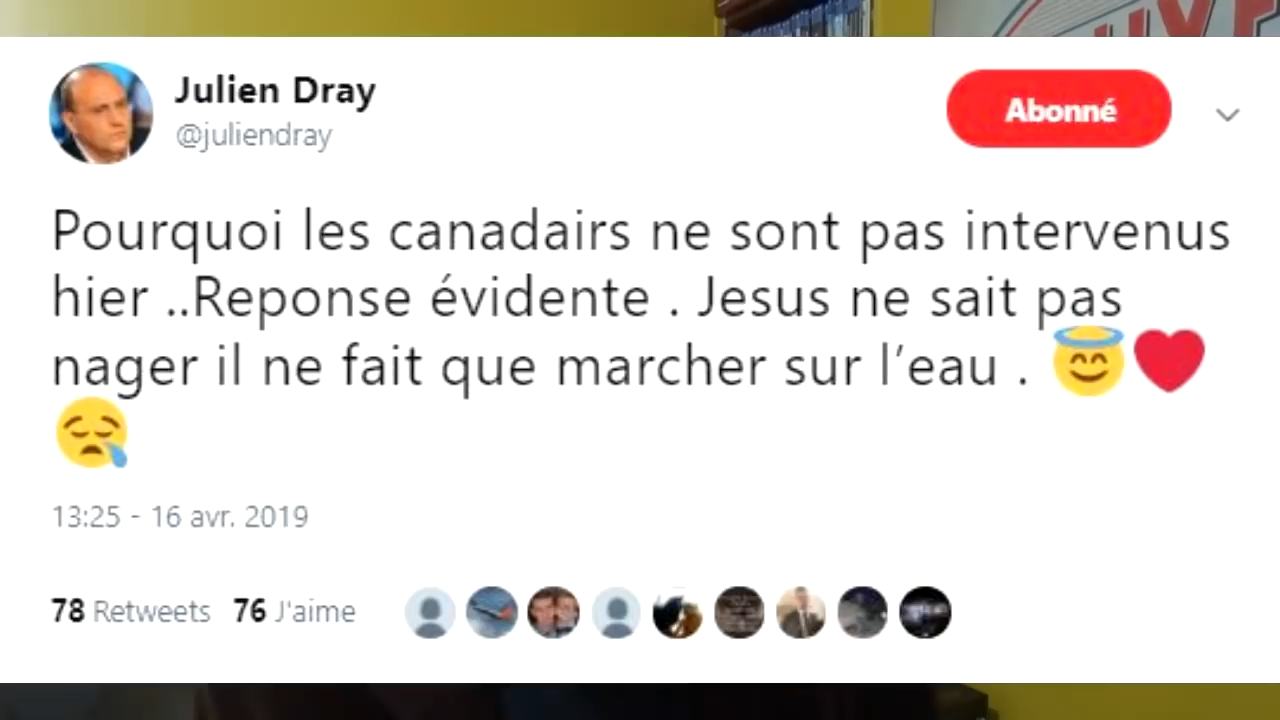 Julien Dray
@juliendray
Abonné
Pourquoi les canadairs ne sont pas intervenus
hier ..Reponse évidente . Jesus ne sait pas
nager il ne fait que marcher sur l’eau . 😇❤
😪
13:25 - 16 avr. 2019
78 Retweets 76 J'aime